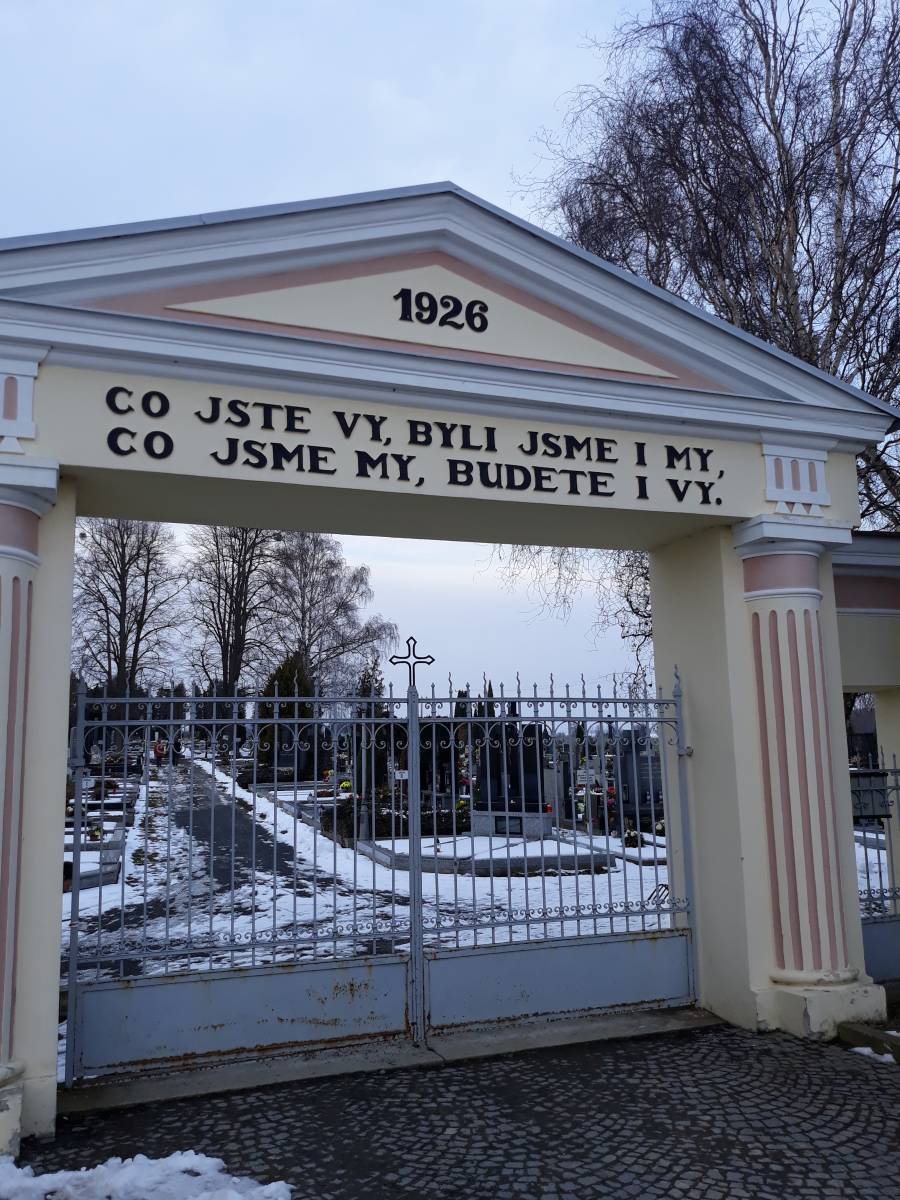 1926
CO JSTE VY, BYLI JSME I MY,
CO JSME MY, BUDETE I VY.